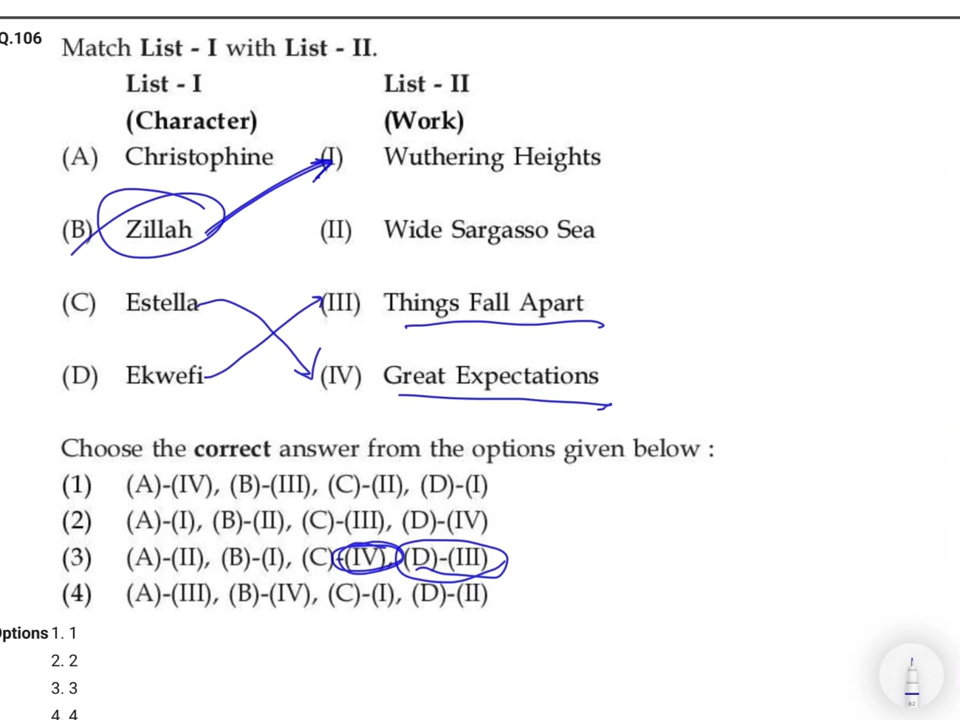 Q.106 Match List - I with List - II.
List - I List - II
(Character) (Work)
(A) Christophine (I) Wuthering Heights
(B) Zillah (II) Wide Sargasso Sea
(C) Estella (III) Things Fall Apart
(D) Ekwefi (IV) Great Expectations
Choose the correct answer from the options given below :
(1) (A)-(IV), (B)-(III), (C)-(II), (D)-(I)
(2) (A)-(I), (B)-(II), (C)-(III), (D)-(IV)
(3) (A)-(II), (B)-(I), (C)-(IV), (D)-(III)
(4) (A)-(III), (B)-(IV), (C)-(I), (D)-(II)
ptions 1. 1
2. 2
3. 3
4. 4